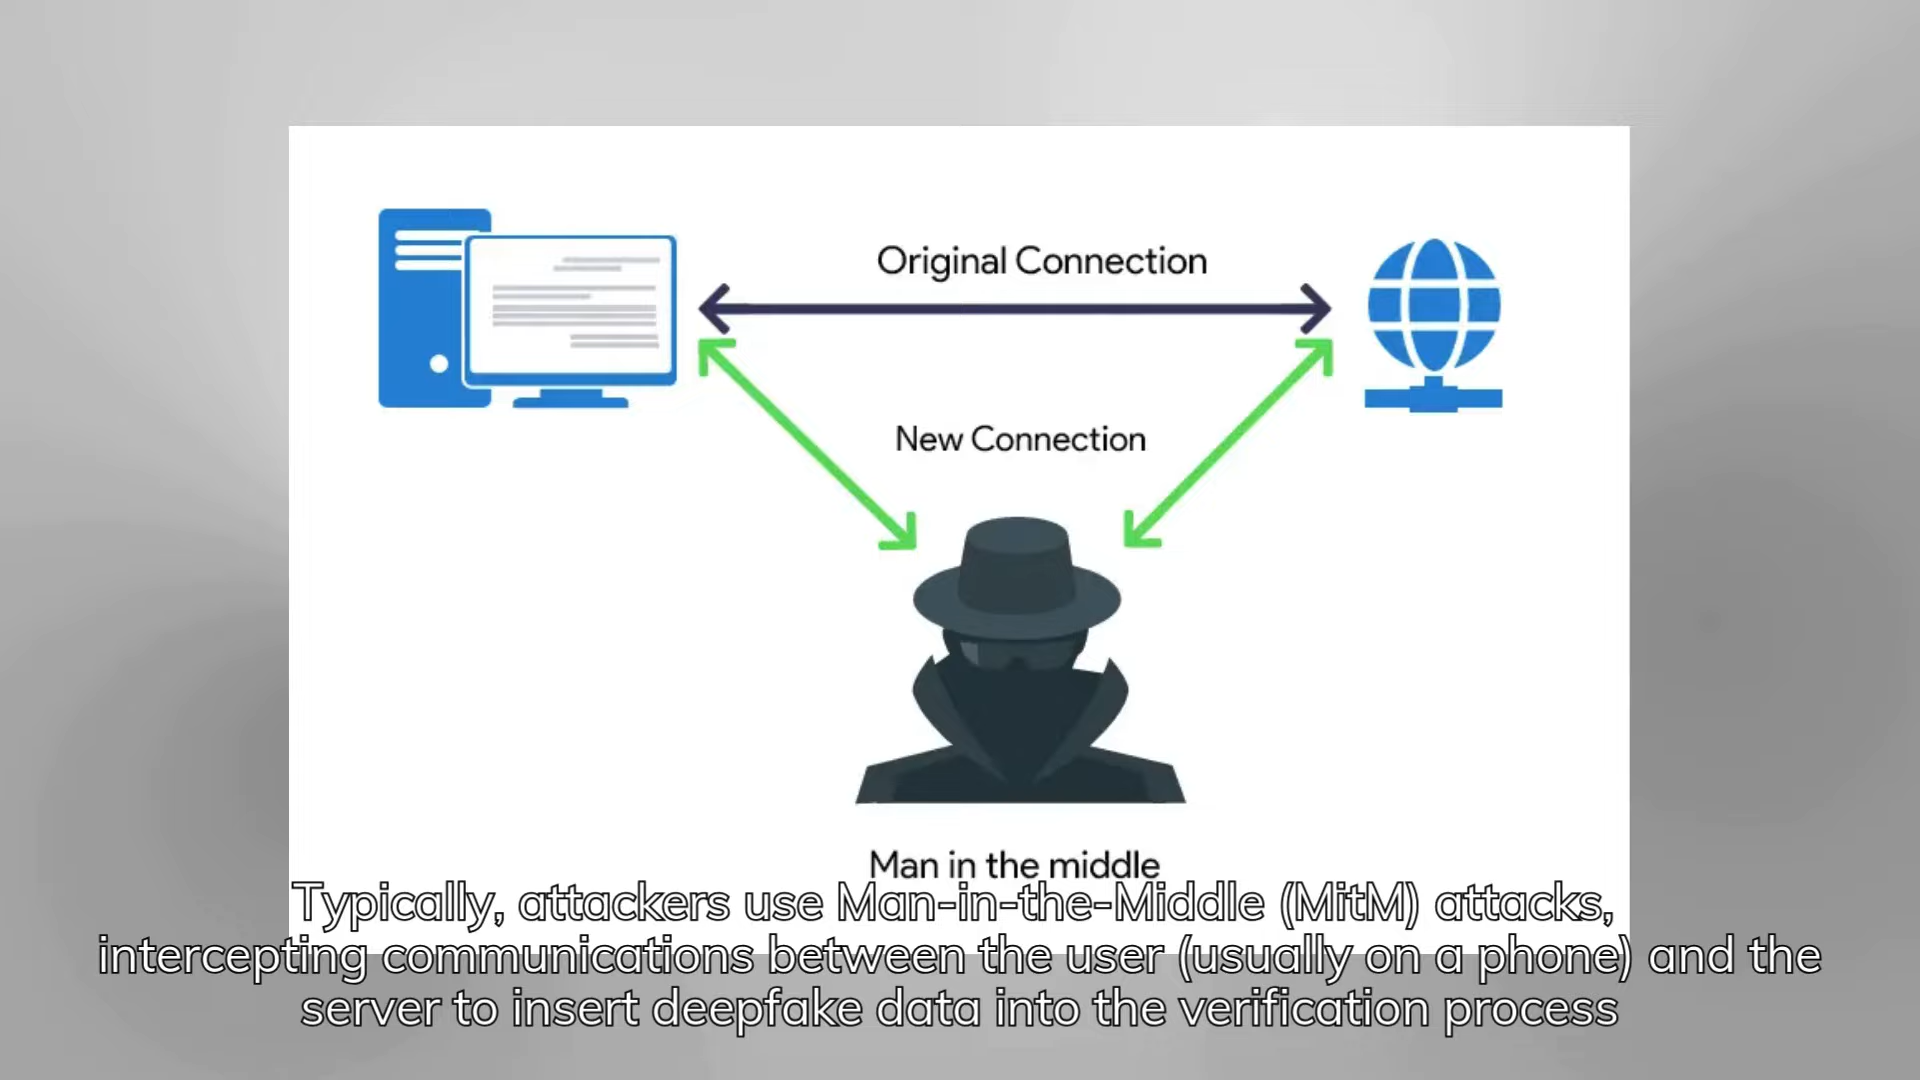 Original Connection
New Connection
Man in the middle
Typically, attackers use Man-in-the-Middle (MitM) attacks,
intercepting communications between the user (usually on a phone) and the
server to insert deepfake data into the verification process